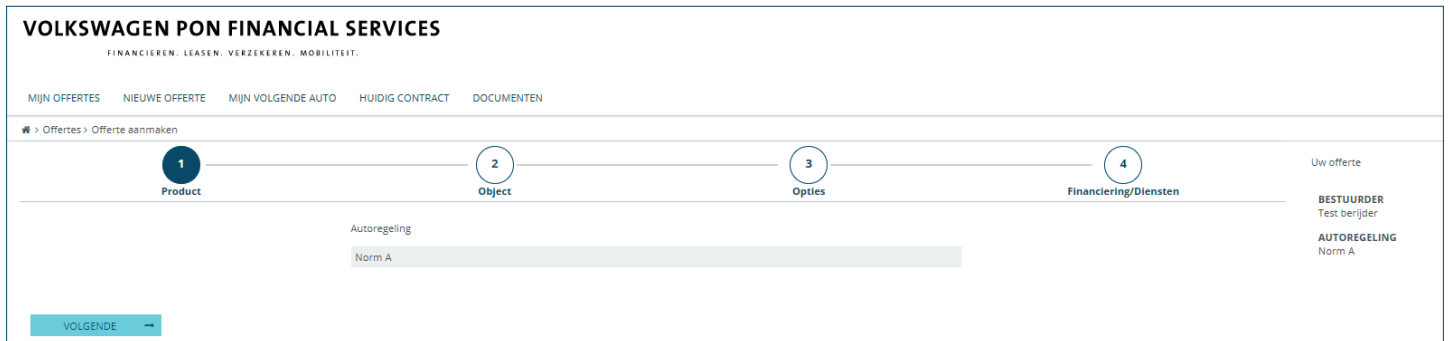 VOLKSWAGEN PON FINANCIAL SERVICES
FINANCIEREN. LEASEN. VERZEKEREN. MOBILITEIT.
MIJN OFFERTES NIEUWE OFFERTE MIJN VOLGENDE AUTO HUIDIG CONTRACT DOCUMENTEN
> Offertes > Offerte aanmaken
1 2 3 4
Product Object Opties Financiering/Diensten
Uw offerte
BESTUURDER
Test berijder
AUTOREGELING
Norm A
Autoregeling
Norm A
VOLGENDE →